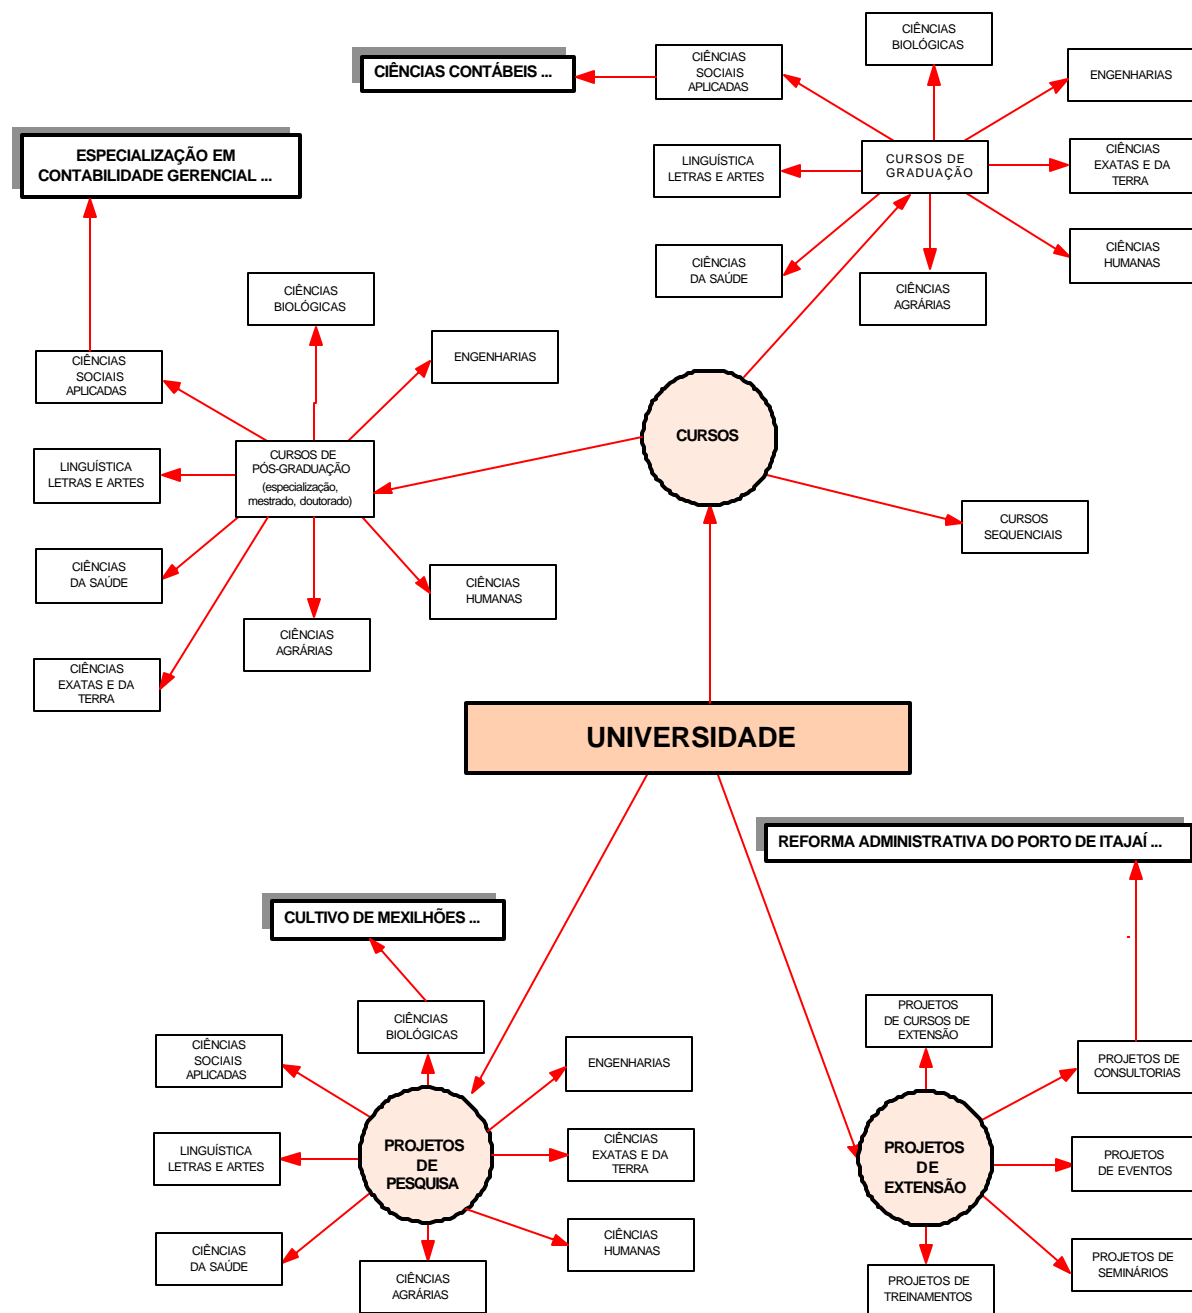 CIÊNCIAS
BIOLÓGICAS
CIÊNCIAS
SOCIAIS
APLICADAS
CIÊNCIAS CONTÁBEIS ...
ENGENHARIAS
ESPECIALIZAÇÃO EM
CONTABILIDADE GERENCIAL ...
LINGUÍSTICA
LETRAS E ARTES
CURSOS DE
GRADUAÇÃO
CIÊNCIAS
EXATAS E DA
TERRA
CIÊNCIAS
DA SAÚDE
CIÊNCIAS
AGRÁRIAS
CIÊNCIAS
HUMANAS
CIÊNCIAS
BIOLÓGICAS
CIÊNCIAS
SOCIAIS
APLICADAS
ENGENHARIAS
CURSOS
LINGUÍSTICA
LETRAS E ARTES
CURSOS DE
PÓS-GRADUAÇÃO
(especialização,
mestrado, doutorado)
CURSOS
SEQUENCIAIS
CIÊNCIAS
DA SAÚDE
CIÊNCIAS
HUMANAS
CIÊNCIAS
AGRÁRIAS
CIÊNCIAS
EXATAS E DA
TERRA
UNIVERSIDADE
REFORMA ADMINISTRATIVA DO PORTO DE ITAJAÍ ...
CULTIVO DE MEXILHÕES ...
CIÊNCIAS
BIOLÓGICAS
PROJETOS
DE CURSOS DE
EXTENSÃO
CIÊNCIAS
SOCIAIS
APLICADAS
ENGENHARIAS
PROJETOS DE
CONSULTORIAS
LINGUÍSTICA
LETRAS E ARTES
PROJETOS
DE
PESQUISA
CIÊNCIAS
EXATAS E DA
TERRA
PROJETOS
DE
EXTENSÃO
PROJETOS
DE EVENTOS
CIÊNCIAS
DA SAÚDE
CIÊNCIAS
AGRÁRIAS
CIÊNCIAS
HUMANAS
PROJETOS DE
TREINAMENTOS
PROJETOS DE
SEMINÁRIOS